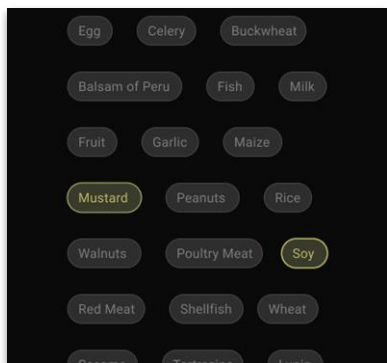 Egg Celery Buckwheat
Balsam of Peru Fish Milk
Fruit Garlic Maize
Mustard Peanuts Rice
Walnuts Poultry Meat Soy
Red Meat Shellfish Wheat